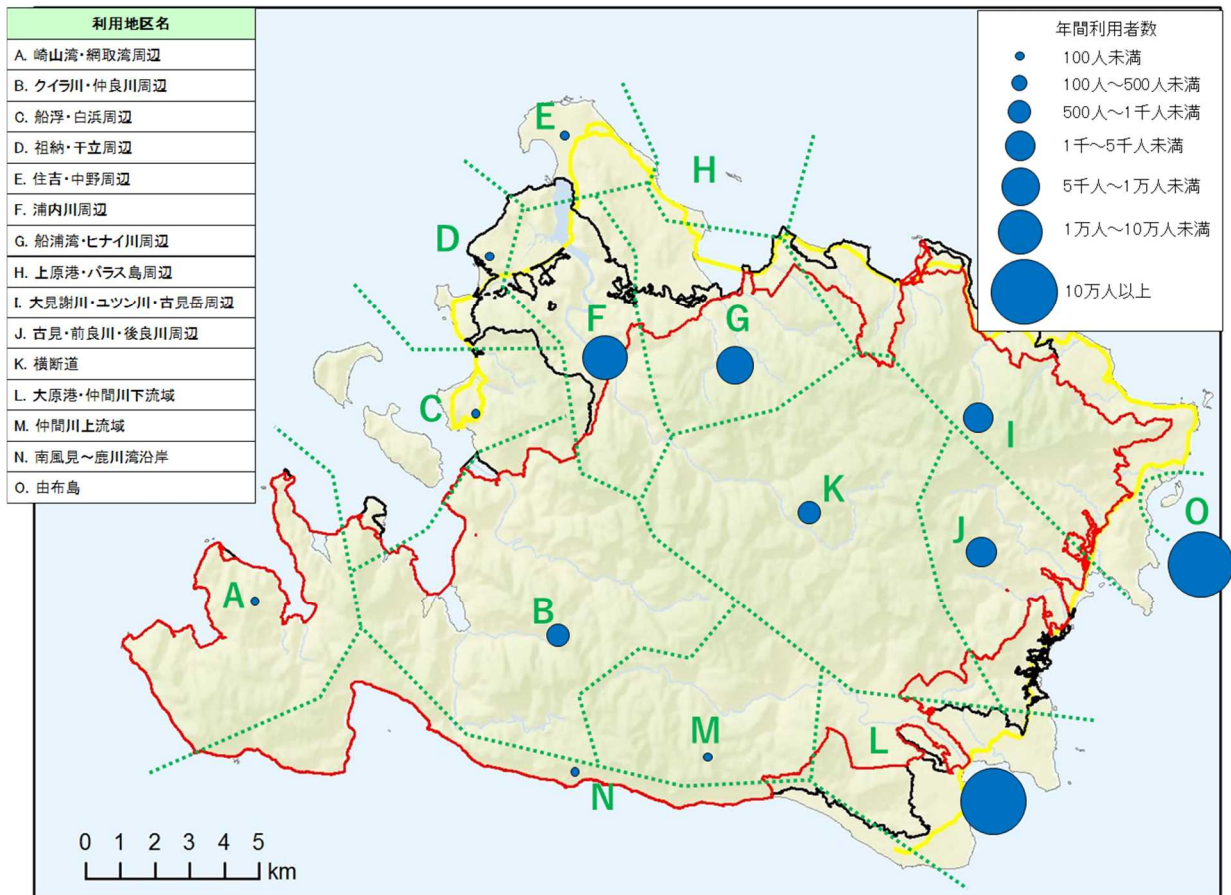 利用地区名
A. 崎山湾・網取湾周辺
B. クイラ川・仲良川周辺
C. 船浮・白浜周辺
D. 祖納・干立周辺
E. 住吉・中野周辺
F. 浦内川周辺
G. 船浦湾・ヒナイ川周辺
H. 上原港・バラス島周辺
I. 大見謝川・ユツン川・古見岳周辺
J. 古見・前良川・後良川周辺
K. 横断道
L. 大原港・仲間川下流域
M. 仲間川上流域
N. 南風見～鹿川湾沿岸
O. 由布島
年間利用者数
100人未満
100人～500人未満
500人～1千人未満
1千～5千人未満
5千人～1万人未満
1万人～10万人未満
10万人以上
E
H
D
F
G
C
I
K
O
J
A
B
M
L
N
0 1 2 3 4 5
km